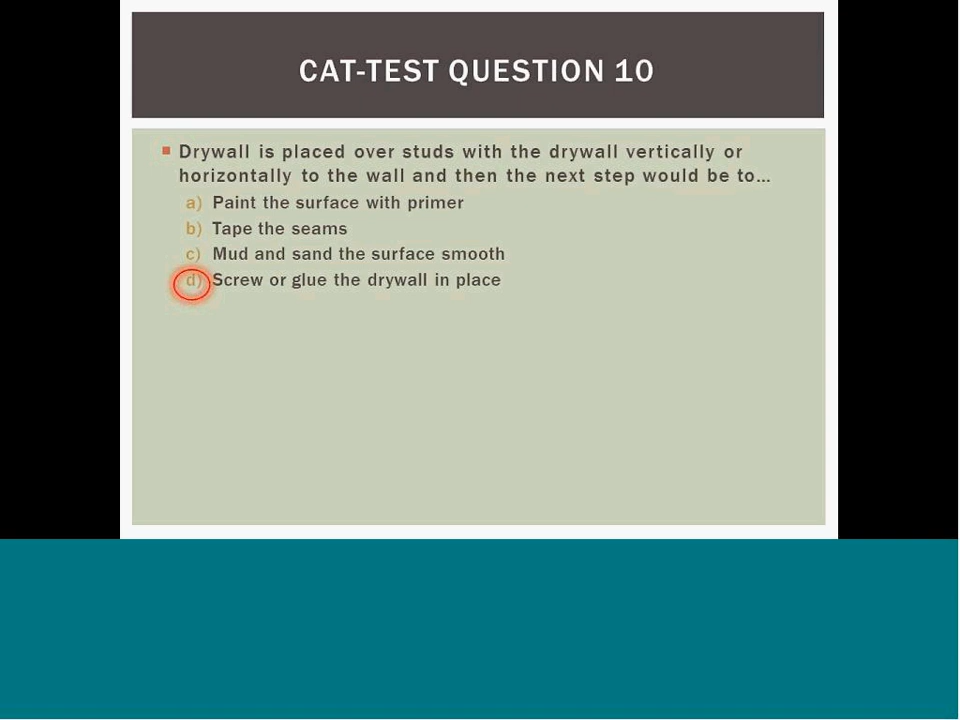 CAT-TEST QUESTION 10
Drywall is placed over studs with the drywall vertically or
horizontally to the wall and then the next step would be to…
a) Paint the surface with primer
b) Tape the seams
c) Mud and sand the surface smooth
d) Screw or glue the drywall in place